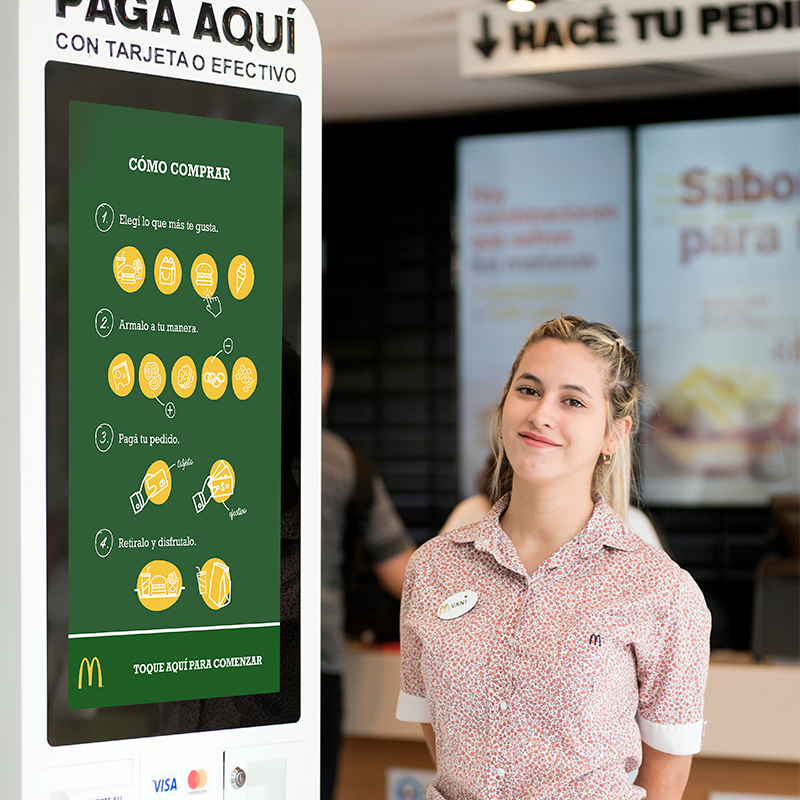 PAGA AQUÍ
CON TARJETA O EFECTIVO
HACÉ TU PEDI
CÓMO COMPRAR
1. Elegí lo que más te gusta.
2. Armalo a tu manera.
3. Pagá tu pedido.
tarjeta
efectivo
4. Retiralo y disfrutalo.
TOQUE AQUÍ PARA COMENZAR
VISA
mastercard
Sabo
para
VANI